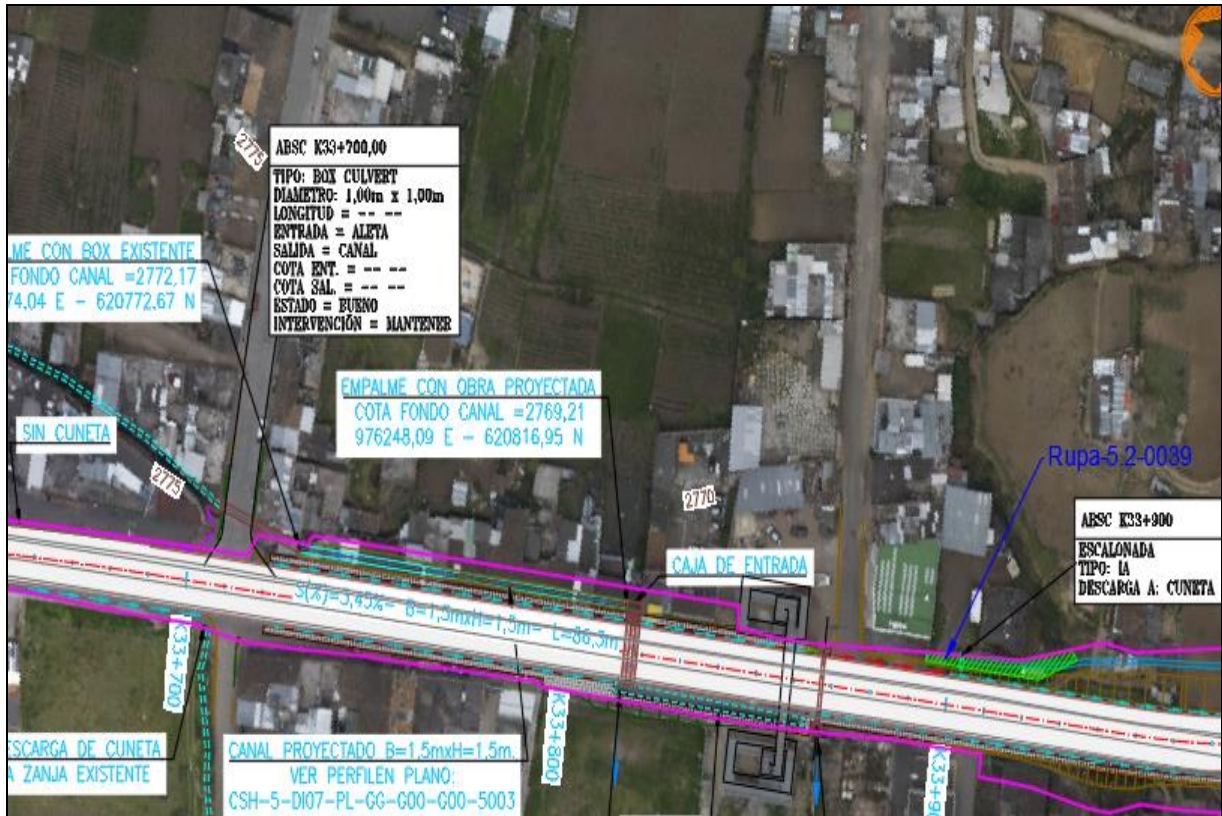 2775
ABSC K33+700,00
TIPO: BOX CULVERT
DIAMETRO: 1,00m x 1,00m
LONGITUD = -- --
ENTRADA = ALETA
SALIDA = CANAL
COTA ENT. = -- --
COTA SAL. = -- --
ESTADO = BUENO
INTERVENCIÓN = MANTENER
ME CON BOX EXISTENTE
FONDO CANAL =2772,17
74,04 E - 620772,67 N
EMPALME CON OBRA PROYECTADA
COTA FONDO CANAL =2769,21
976248,09 E - 620816,95 N
SIN CUNETA
2775
2770
Rupa-5.2-0039
ABSC K33+900
ESCALONADA
TIPO: IA
DESCARGA A: CUNETA
CAJA DE ENTRADA
S(%)=3,45%- B=1,5mxH=1,5m- L=86,3m
K33+700
K33+800
K33+90
ESCARGA DE CUNETA
A ZANJA EXISTENTE
CANAL PROYECTADO B=1,5mxH=1,5m.
VER PERFILEN PLANO:
CSH-5-DI07-PL-GG-G00-G00-5003